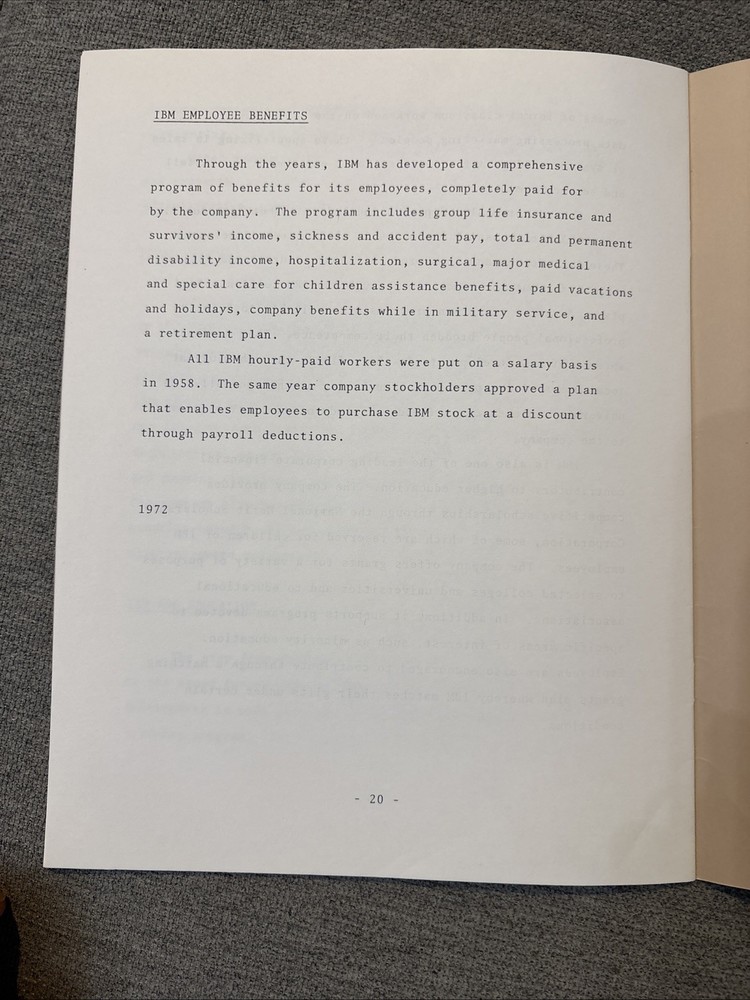 IBM EMPLOYEE BENEFITS
Through the years, IBM has developed a comprehensive
program of benefits for its employees, completely paid for
by the company. The program includes group life insurance and
survivors' income, sickness and accident pay, total and permanent
disability income, hospitalization, surgical, major medical
and special care for children assistance benefits, paid vacations
and holidays, company benefits while in military service, and
a retirement plan.
All IBM hourly-paid workers were put on a salary basis
in 1958. The same year company stockholders approved a plan
that enables employees to purchase IBM stock at a discount
through payroll deductions.
1972
- 20 -